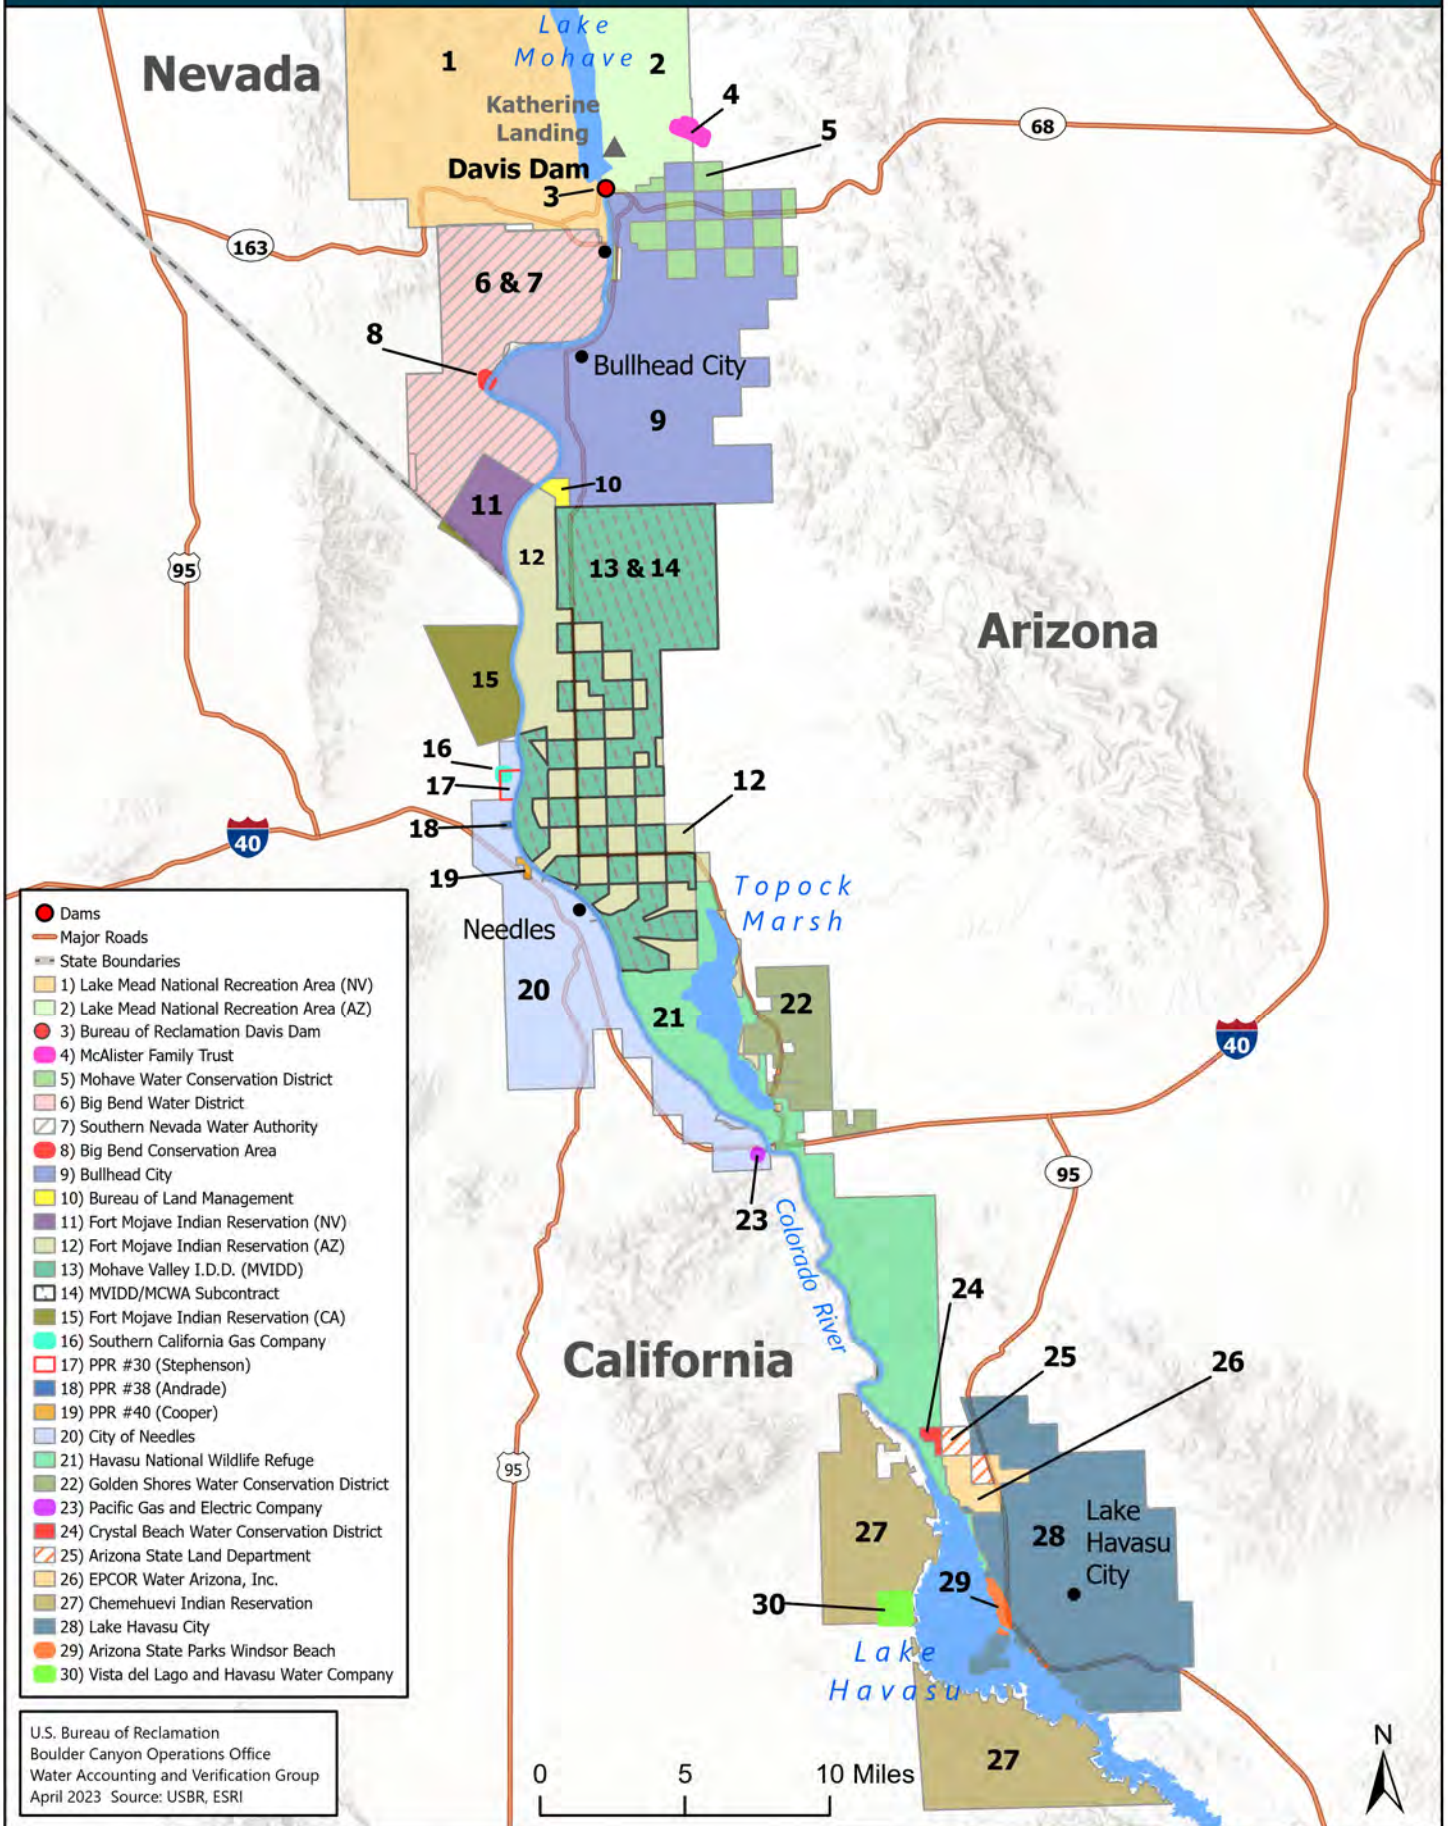 Lake
Mohave
Nevada
1
2
4
Katherine
Landing
5
68
Davis Dam
3
163
6 & 7
8
Bullhead City
9
10
11
12
13 & 14
95
Arizona
15
16
17
12
18
40
19
Topock
Marsh
Needles
20
21
22
40
95
23
Colorado River
24
California
25
26
95
27
28
Lake
Havasu
City
29
30
Lake
Havasu
27
Dams
Major Roads
State Boundaries
1) Lake Mead National Recreation Area (NV)
2) Lake Mead National Recreation Area (AZ)
3) Bureau of Reclamation Davis Dam
4) McAlister Family Trust
5) Mohave Water Conservation District
6) Big Bend Water District
7) Southern Nevada Water Authority
8) Big Bend Conservation Area
9) Bullhead City
10) Bureau of Land Management
11) Fort Mojave Indian Reservation (NV)
12) Fort Mojave Indian Reservation (AZ)
13) Mohave Valley I.D.D. (MVIDD)
14) MVIDD/MCWA Subcontract
15) Fort Mojave Indian Reservation (CA)
16) Southern California Gas Company
17) PPR #30 (Stephenson)
18) PPR #38 (Andrade)
19) PPR #40 (Cooper)
20) City of Needles
21) Havasu National Wildlife Refuge
22) Golden Shores Water Conservation District
23) Pacific Gas and Electric Company
24) Crystal Beach Water Conservation District
25) Arizona State Land Department
26) EPCOR Water Arizona, Inc.
27) Chemehuevi Indian Reservation
28) Lake Havasu City
29) Arizona State Parks Windsor Beach
30) Vista del Lago and Havasu Water Company
U.S. Bureau of Reclamation
Boulder Canyon Operations Office
Water Accounting and Verification Group
April 2023 Source: USBR, ESRI
0 5 10 Miles
N